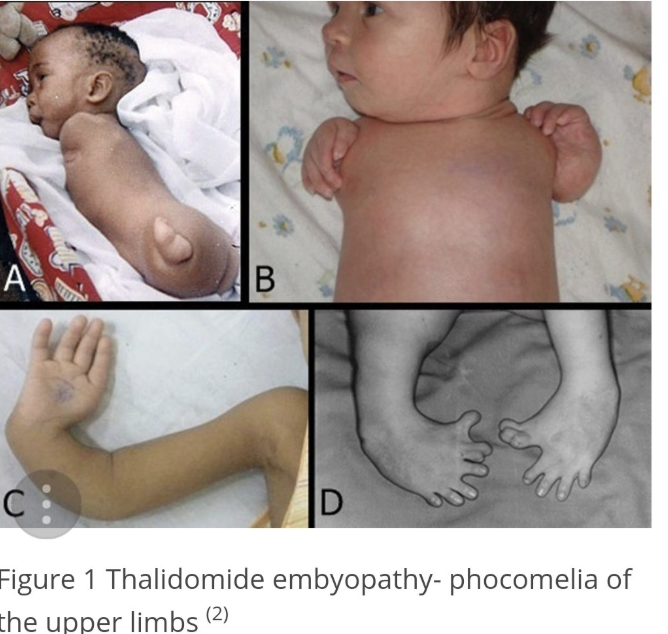 A
B
C
D
Figure 1 Thalidomide embyopathy- phocomelia of
the upper limbs (2)